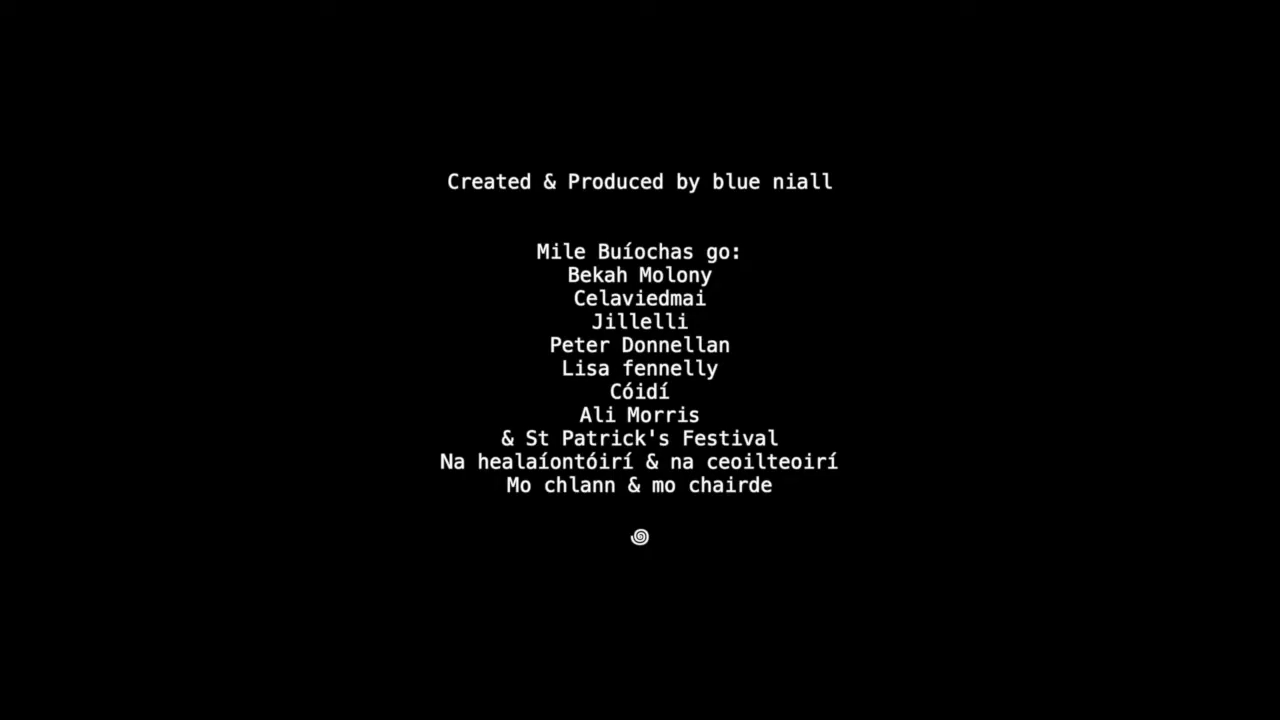 Created & Produced by blue niall
Mile Buíochas go:
Bekah Molony
Celaviedmai
Jillelli
Peter Donnellan
Lisa fennelly
Cóidí
Ali Morris
& St Patrick's Festival
Na healaíontóirí & na ceoilteoirí
Mo chlann & mo chairde